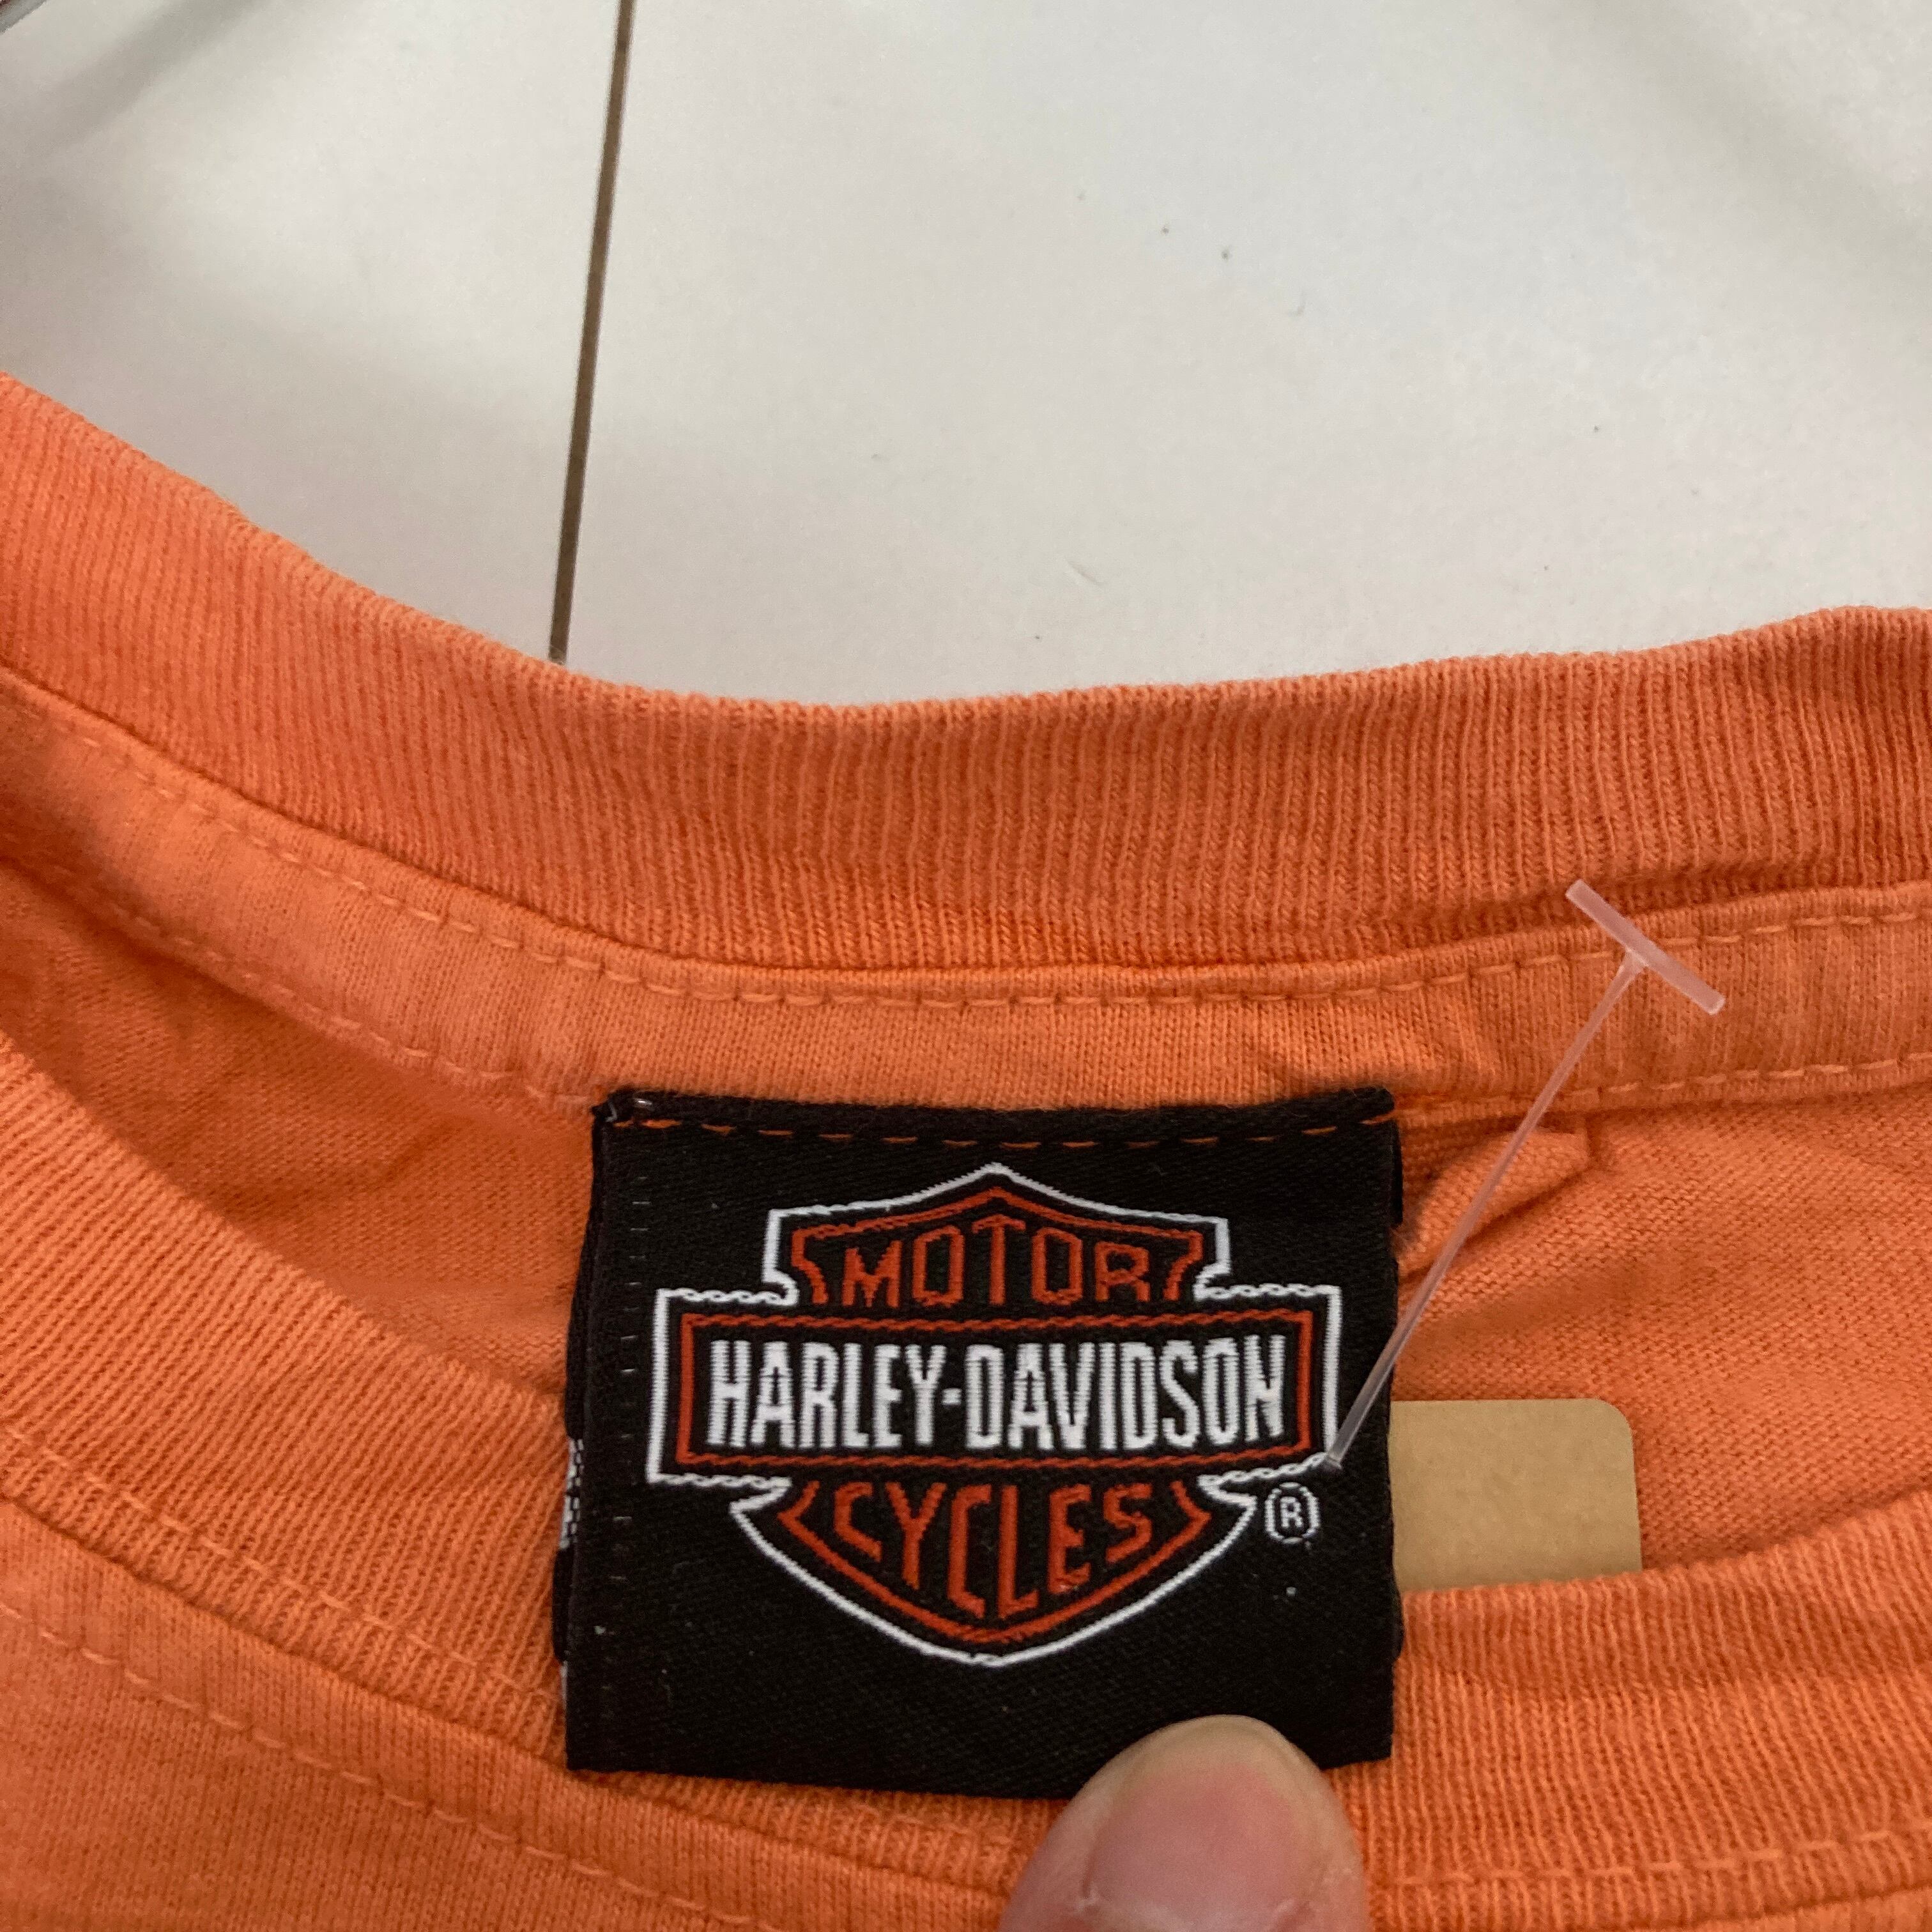 MOTOR
HARLEY-DAVIDSON
CYCLES
®